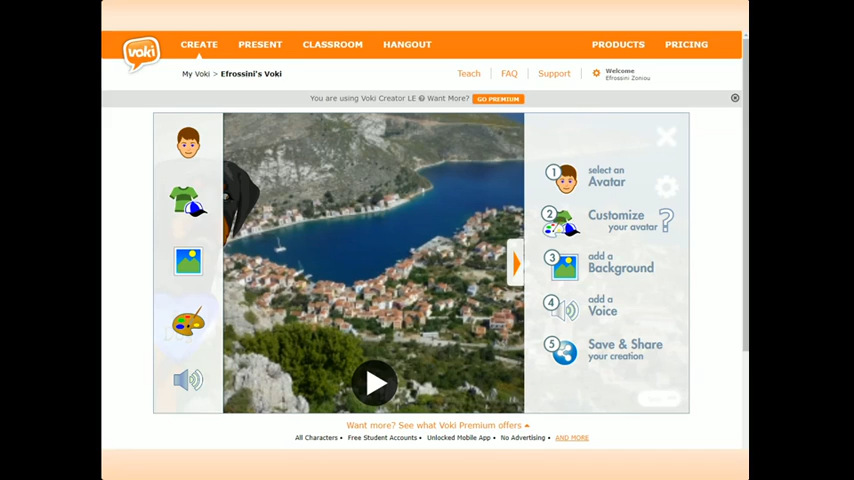 voki
CREATE PRESENT CLASSROOM HANGOUT PRODUCTS PRICING
My Voki > Efrossini's Voki
Teach FAQ Support
Welcome
Efrossini Zoniou
You are using Voki Creator LE ? Want More? GO PREMIUM
1 select an
Avatar
2 Customize
your avatar ?
3 add a
Background
4 add a
Voice
5 Save & Share
your creation
Want more? See what Voki Premium offers
All Characters • Free Student Accounts • Unlocked Mobile App • No Advertising • AND MORE